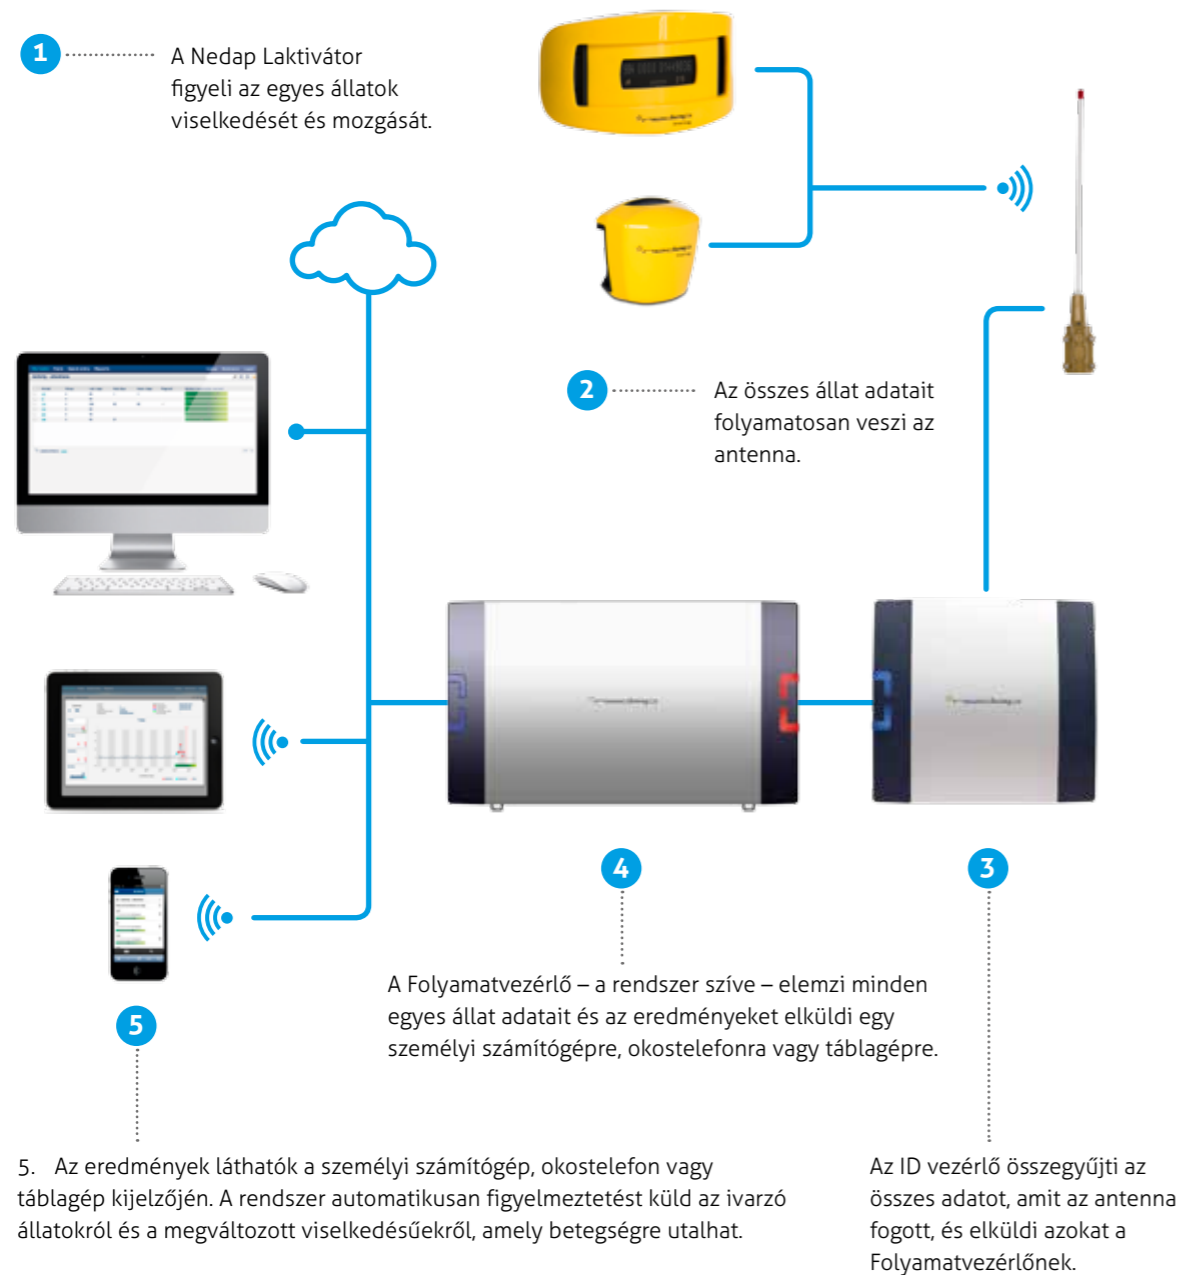 1
A Nedap Laktivátor
figyeli az egyes állatok
viselkedését és mozgását.
2
Az összes állat adatait
folyamatosan veszi az
antenna.
4
3
A Folyamatvezérlő – a rendszer szíve – elemzi minden
egyes állat adatait és az eredményeket elküldi egy
személyi számítógépre, okostelefonra vagy táblagépre.
5
5. Az eredmények láthatók a személyi számítógép, okostelefon vagy
táblagép kijelzőjén. A rendszer automatikusan figyelmeztetést küld az ivarzó
állatokról és a megváltozott viselkedésűekről, amely betegségre utalhat.
Az ID vezérlő összegyűjti az
összes adatot, amit az antenna
fogott, és elküldi azokat a
Folyamatvezérlőnek.